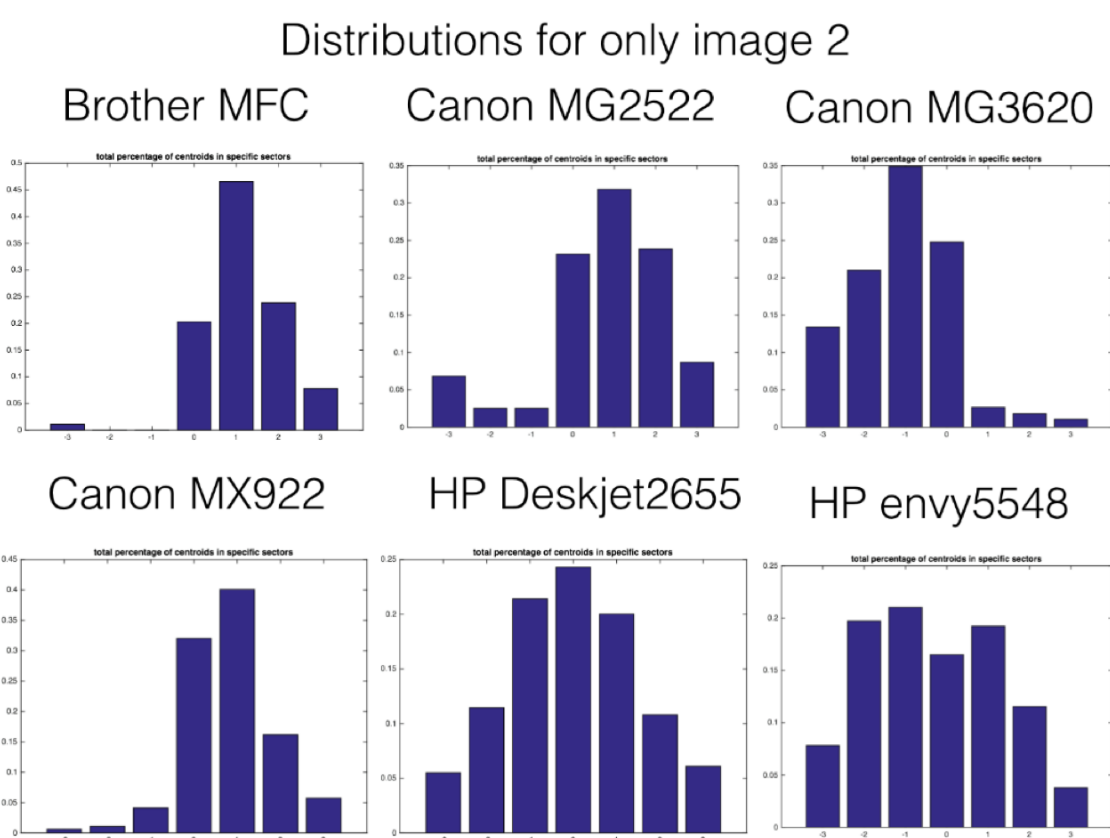 Distributions for only image 2
Brother MFC Canon MG2522 Canon MG3620
total percentage of centroids in specific sectors total percentage of centroids in specific sectors total percentage of centroids in specific sectors
0.5 0.35 0.35
0.45 0.3 0.3
0.4 0.25 0.25
0.35 0.2 0.2
0.3 0.15 0.15
0.25 0.1 0.1
0.2 0.05 0.05
0.15 0 0
0.1
0.05
0
-3 -2 -1 0 1 2 3 -3 -2 -1 0 1 2 3 -3 -2 -1 0 1 2 3
Canon MX922 HP Deskjet2655 HP envy5548
total percentage of centroids in specific sectors total percentage of centroids in specific sectors total percentage of centroids in specific sectors
0.45 0.25 0.25
0.4 0.2 0.2
0.35 0.15 0.15
0.3 0.1 0.1
0.25 0.05 0.05
0.2 0 0
0.15
0.1
0.05
0
-3 -2 -1 0 1 2 3